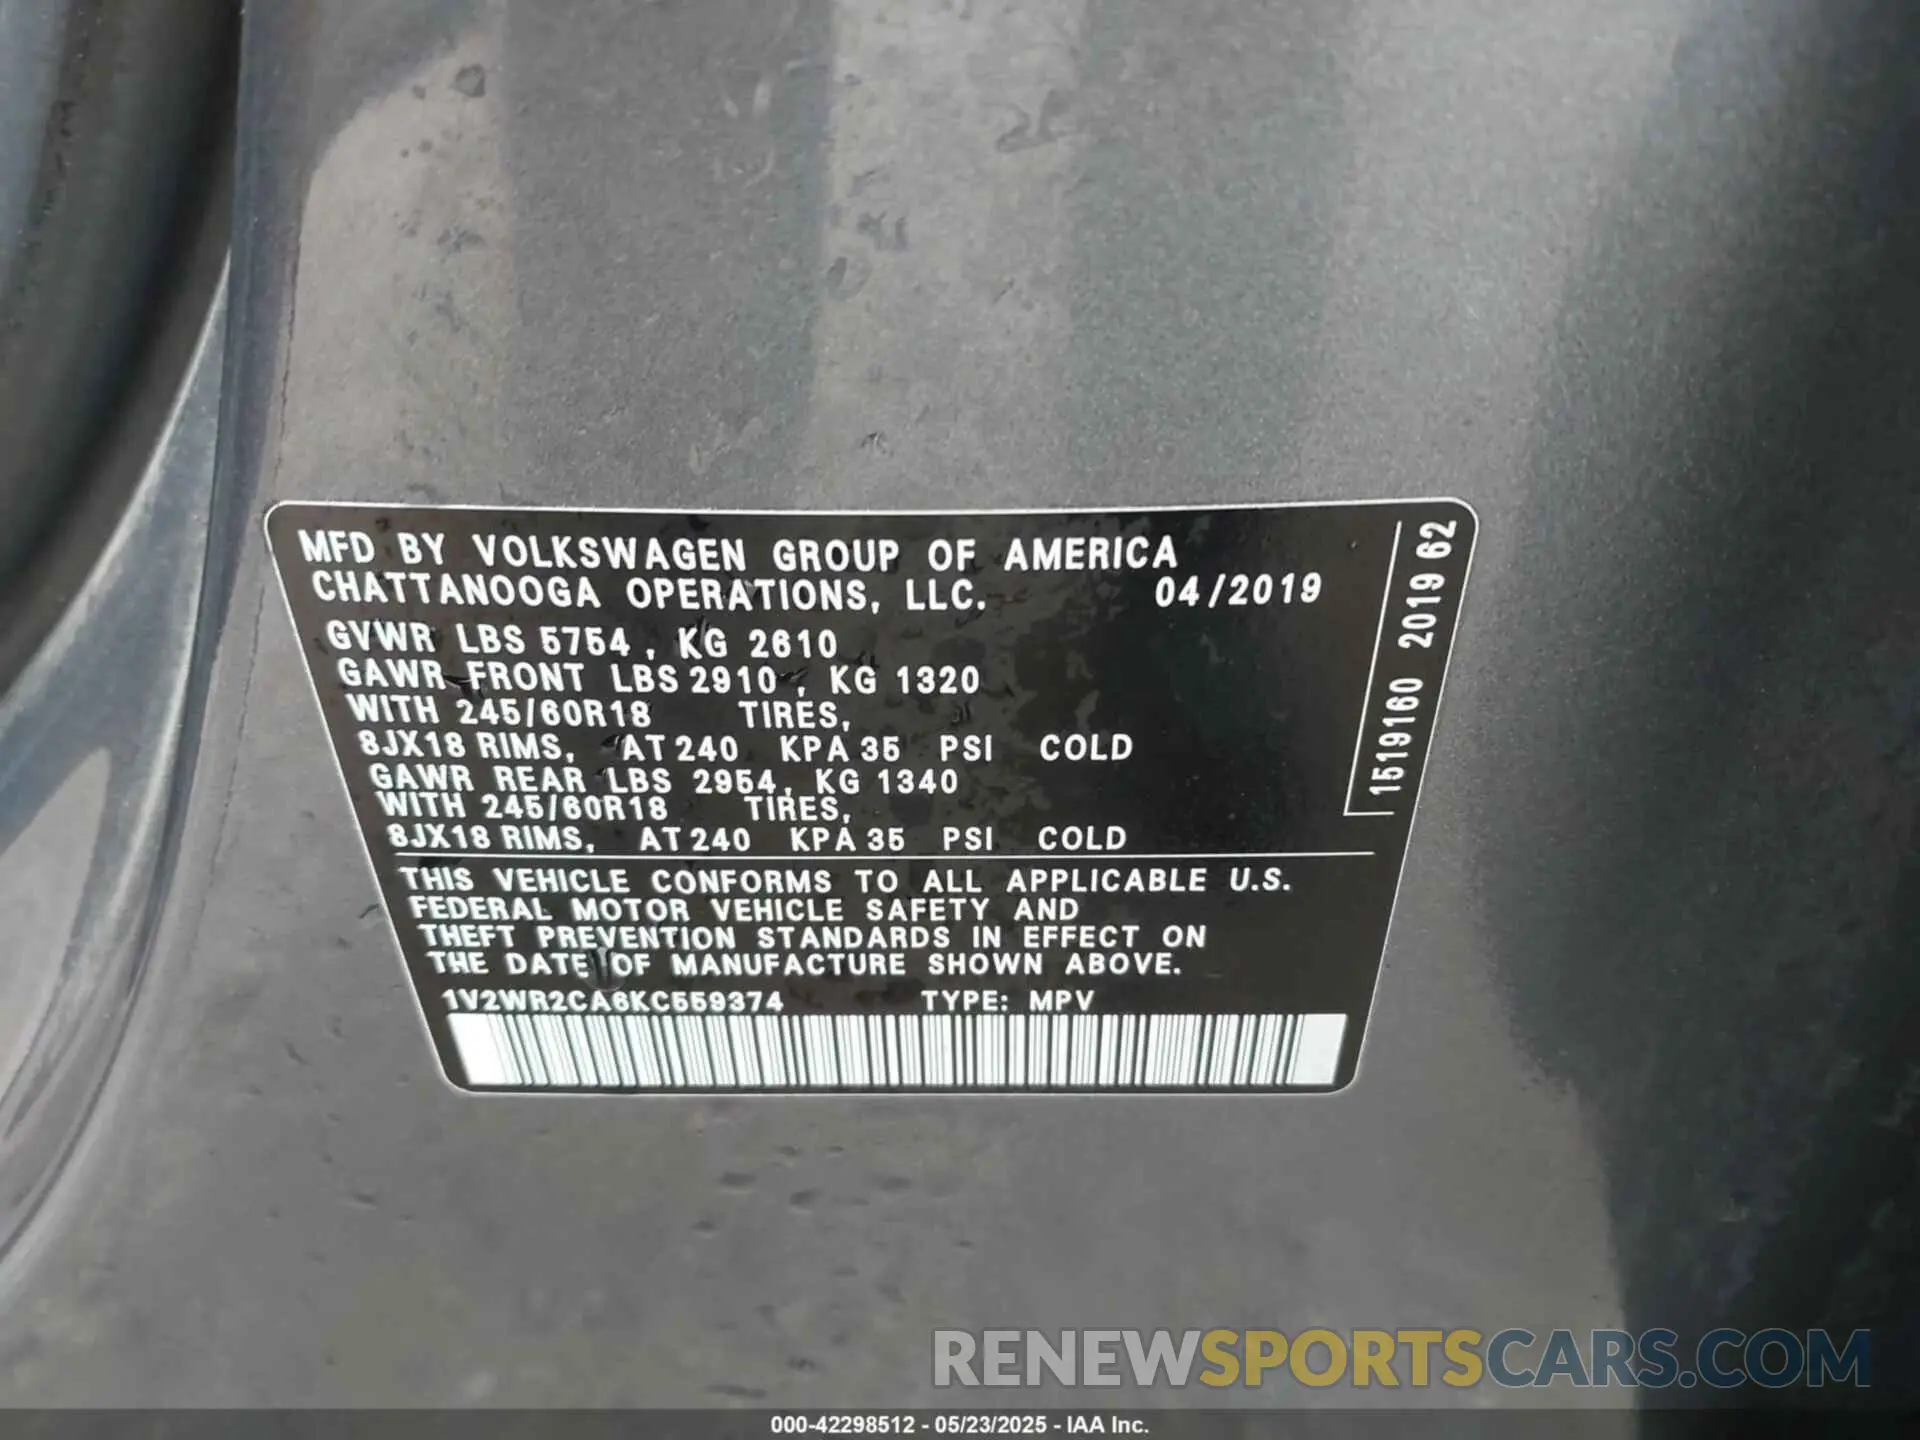 MFD BY VOLKSWAGEN GROUP OF AMERICA
CHATTANOOGA OPERATIONS, LLC. 04/2019
GVWR LBS 5754 , KG 2610
GAWR FRONT LBS 2910 , KG 1320
WITH 245/60R18 TIRES,
8JX18 RIMS, AT 240 KPA 35 PSI COLD
GAWR REAR LBS 2954, KG 1340
WITH 245/60R18 TIRES,
8JX18 RIMS, AT 240 KPA 35 PSI COLD
THIS VEHICLE CONFORMS TO ALL APPLICABLE U.S.
FEDERAL MOTOR VEHICLE SAFETY AND
THEFT PREVENTION STANDARDS IN EFFECT ON
THE DATE OF MANUFACTURE SHOWN ABOVE.
1V2WR2CA6KC559374 TYPE: MPV
1519160 2019 62
RENEWSPORTSCARS.COM
000-42298512 - 05/23/2025 - IAA Inc.